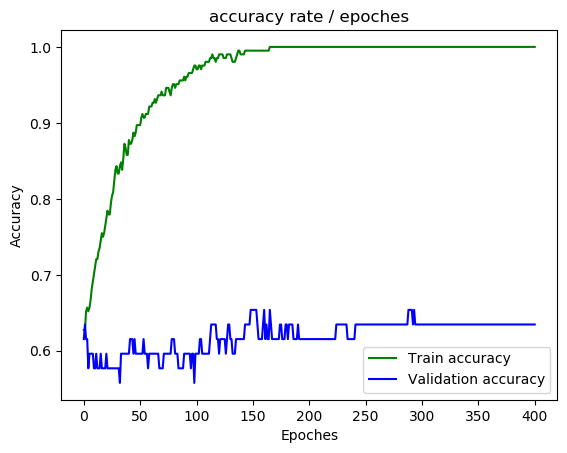 accuracy rate / epoches
1.0
0.9
0.8
0.7
0.6
Accuracy
Train accuracy
Validation accuracy
0 50 100 150 200 250 300 350 400
Epoches